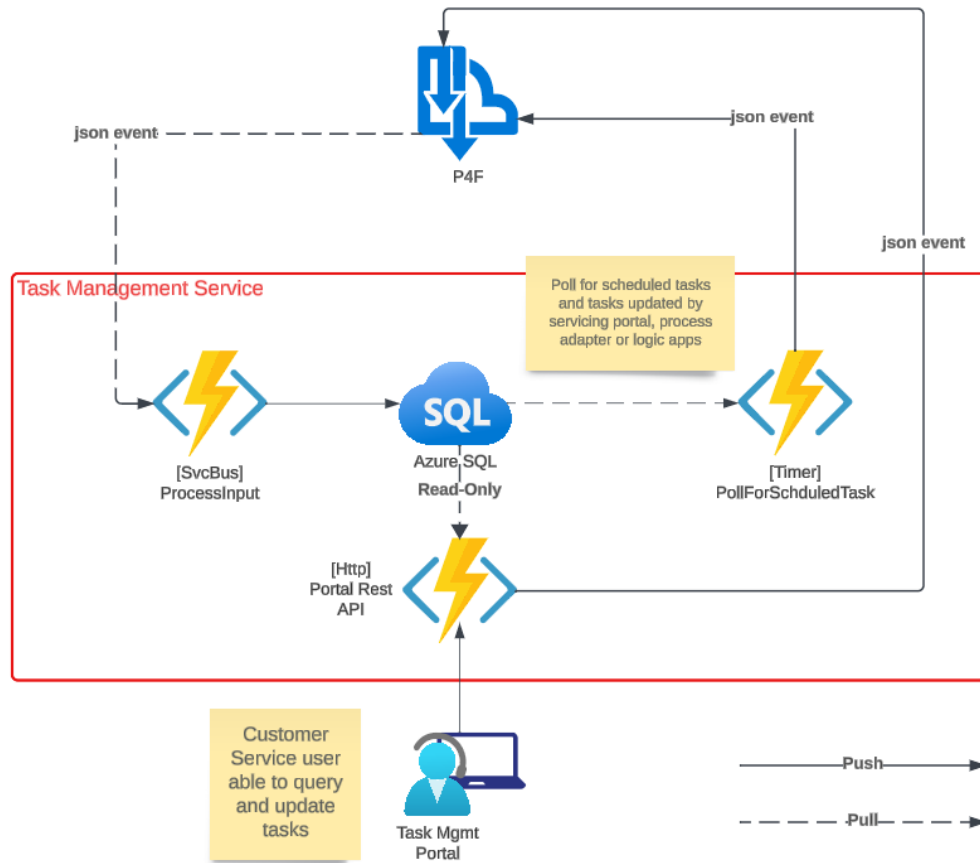 json event
json event
P4F
json event
Task Management Service
Poll for scheduled tasks
and tasks updated by
servicing portal, process
adapter or logic apps
SQL
[SvcBus]
ProcessInput
Azure SQL
Read-Only
[Timer]
PollForSchduledTask
[Http]
Portal Rest
API
Customer
Service user
able to query
and update
tasks
Task Mgmt
Portal
Push
Pull